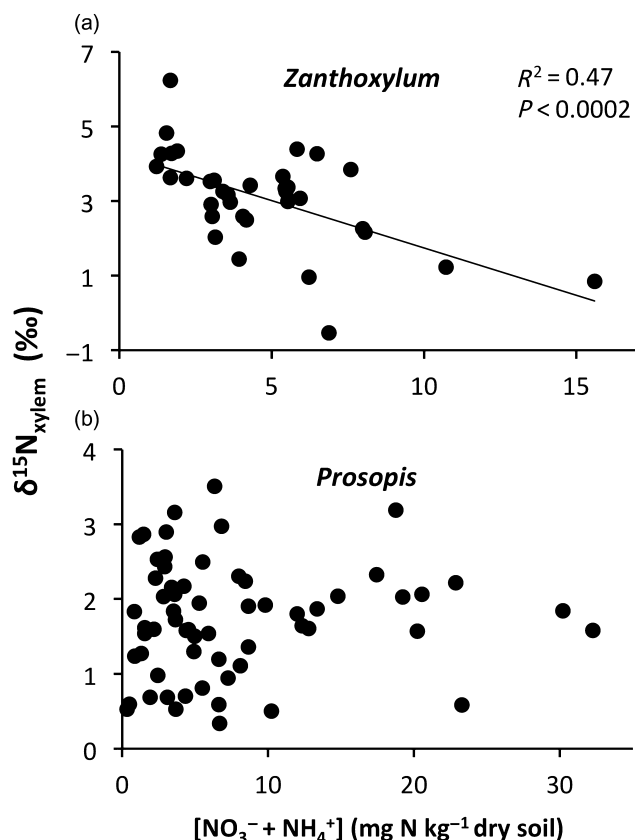 (a)
7
5
3
1
−1
Zanthoxylum
R² = 0.47
P < 0.0002
0 5 10 15
δ¹⁵N_xylem (‰)
(b)
4
3
2
1
0
Prosopis
0 10 20 30
[NO₃⁻ + NH₄⁺] (mg N kg⁻¹ dry soil)